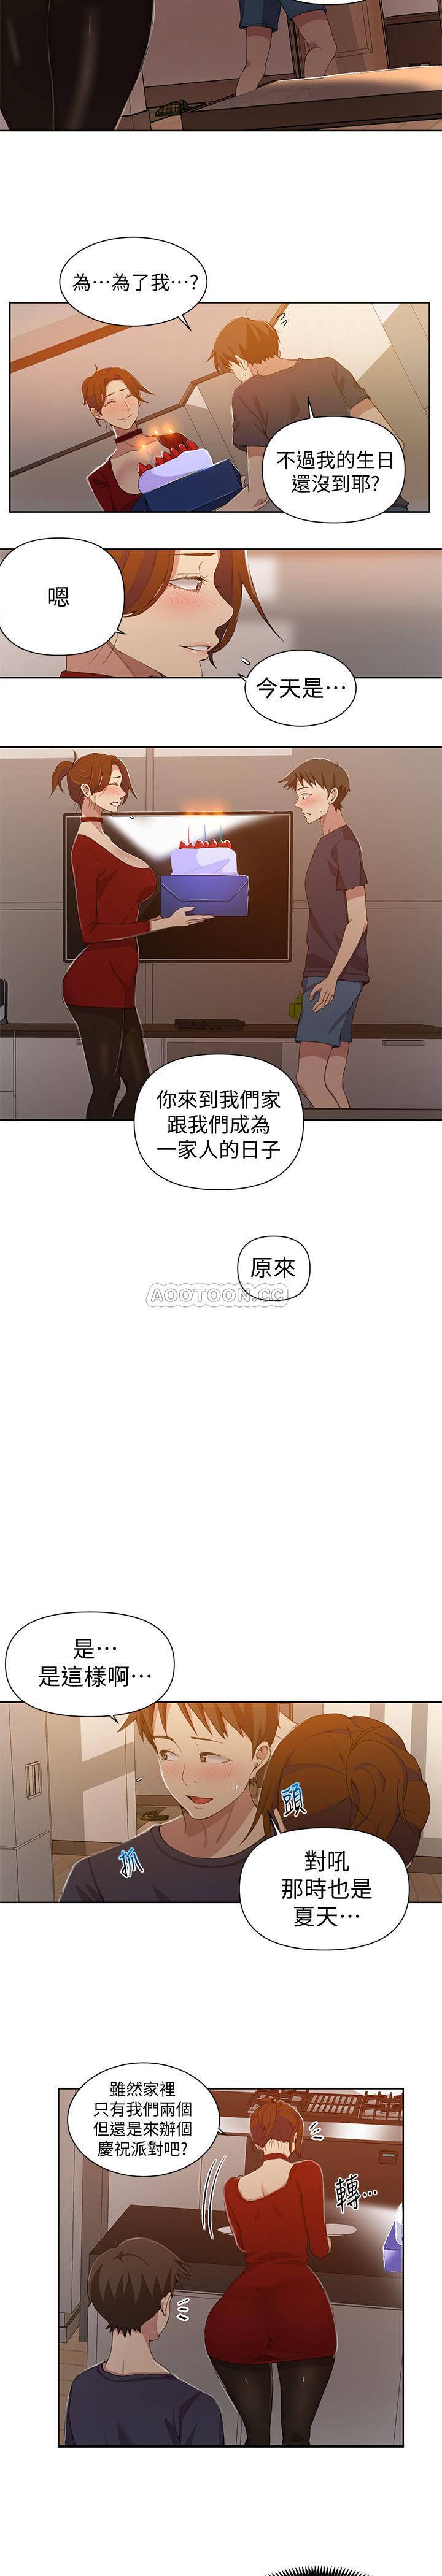 為⋯為了我⋯?
不過我的生日
還沒到耶?
嗯
今天是⋯
你來到我們家
跟我們成為
一家人的日子
原來
AOOTOON.CC
是⋯
是這樣啊⋯
頭
抓
對吼
那時也是
夏天⋯
雖然家裡
只有我們兩個
但還是來辦個
慶祝派對吧?
轉...